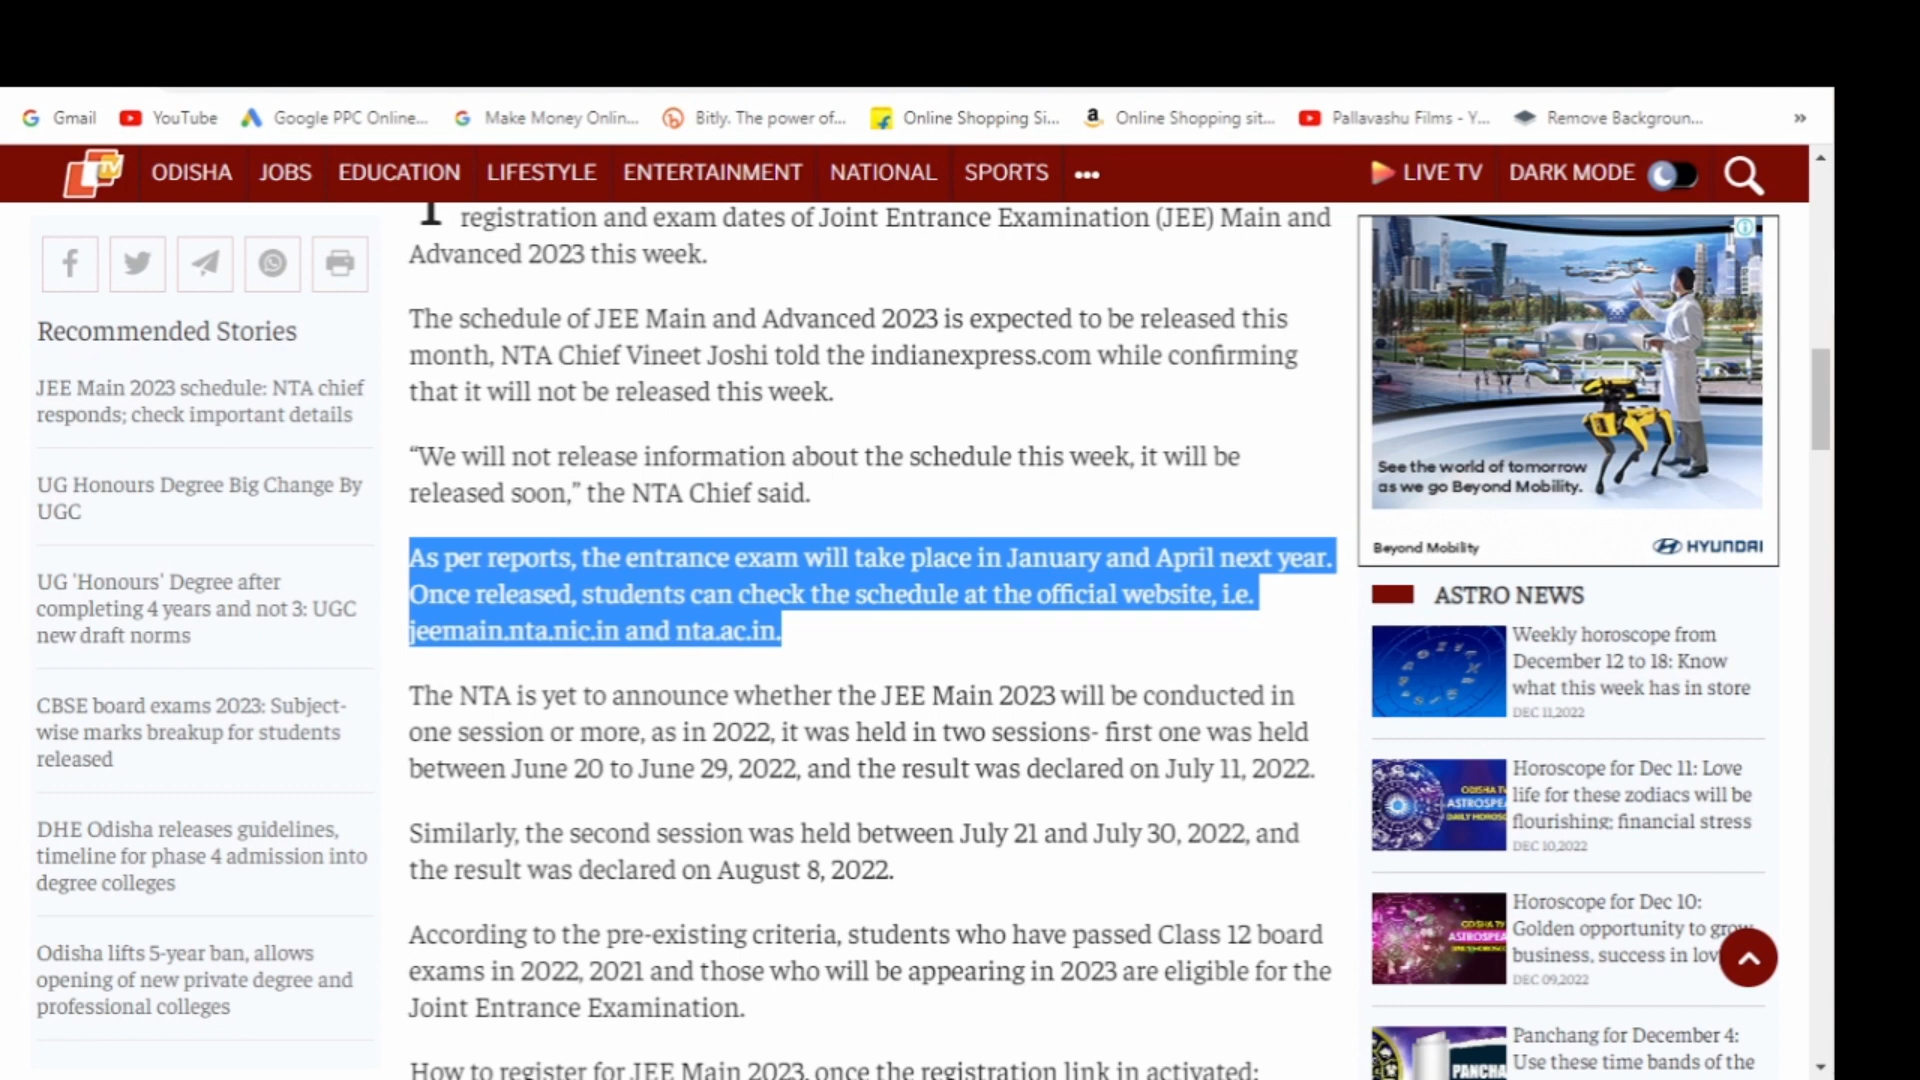 Gmail
YouTube
Google PPC Online...
Make Money Onlin...
Bitly. The power of...
Online Shopping Si...
Online Shopping sit...
Pallavashu Films - Y...
Remove Backgroun...
»
TV
ODISHA
JOBS
EDUCATION
LIFESTYLE
ENTERTAINMENT
NATIONAL
SPORTS
•••
LIVE TV
DARK MODE
registration and exam dates of Joint Entrance Examination (JEE) Main and
Advanced 2023 this week.
The schedule of JEE Main and Advanced 2023 is expected to be released this
month, NTA Chief Vineet Joshi told the indianexpress.com while confirming
that it will not be released this week.
“We will not release information about the schedule this week, it will be
released soon,” the NTA Chief said.
As per reports, the entrance exam will take place in January and April next year.
Once released, students can check the schedule at the official website, i.e.
jeemain.nta.nic.in and nta.ac.in.
The NTA is yet to announce whether the JEE Main 2023 will be conducted in
one session or more, as in 2022, it was held in two sessions- first one was held
between June 20 to June 29, 2022, and the result was declared on July 11, 2022.
Similarly, the second session was held between July 21 and July 30, 2022, and
the result was declared on August 8, 2022.
According to the pre-existing criteria, students who have passed Class 12 board
exams in 2022, 2021 and those who will be appearing in 2023 are eligible for the
Joint Entrance Examination.
How to register for JEE Main 2023, once the registration link in activated:
Recommended Stories
JEE Main 2023 schedule: NTA chief
responds; check important details
UG Honours Degree Big Change By
UGC
UG 'Honours' Degree after
completing 4 years and not 3: UGC
new draft norms
CBSE board exams 2023: Subject-
wise marks breakup for students
released
DHE Odisha releases guidelines,
timeline for phase 4 admission into
degree colleges
Odisha lifts 5-year ban, allows
opening of new private degree and
professional colleges
See the world of tomorrow
as we go Beyond Mobility.
Beyond Mobility
HYUNDAI
ASTRO NEWS
Weekly horoscope from
December 12 to 18: Know
what this week has in store
DEC 11,2022
Horoscope for Dec 11: Love
life for these zodiacs will be
flourishing; financial stress
DEC 10,2022
Horoscope for Dec 10:
Golden opportunity to grow
business, success in lov
DEC 09,2022
Panchang for December 4:
Use these time bands of the